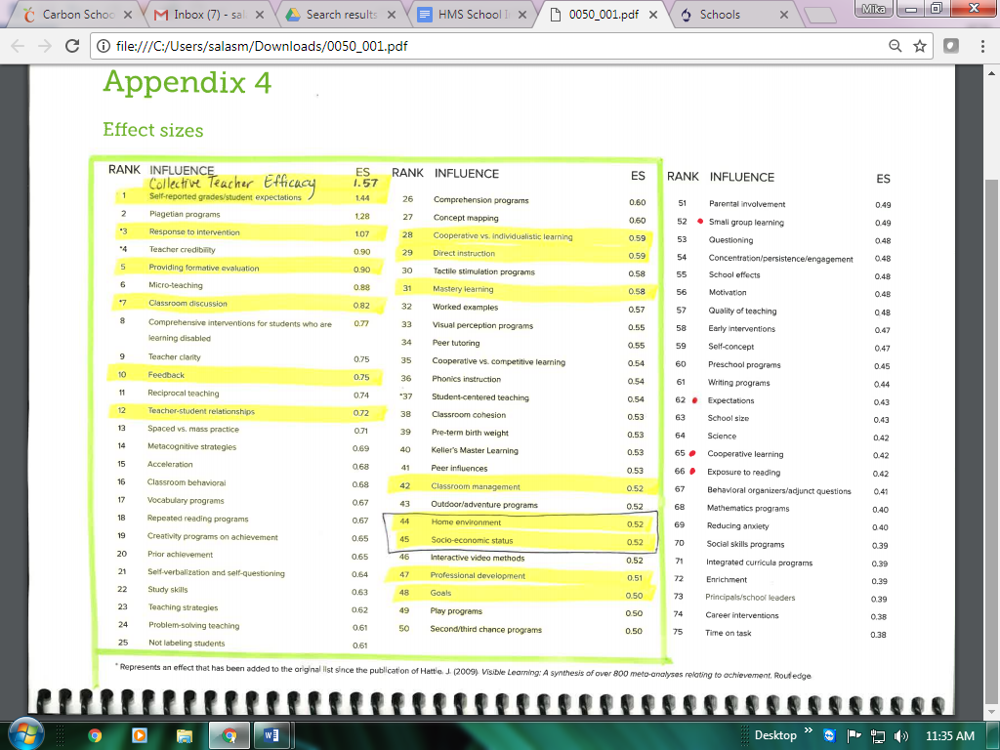 Carbon Schoo
Inbox (7) - sal
Search results
HMS School I
0050_001.pdf
Schools
Mika
file:///C:/Users/salasm/Downloads/0050_001.pdf
Appendix 4
Effect sizes
RANK INFLUENCE ES
Collective Teacher Efficacy 1.57
1 Self-reported grades/student expectations 1.44
2 Piagetian programs 1.28
*3 Response to intervention 1.07
*4 Teacher credibility 0.90
5 Providing formative evaluation 0.90
6 Micro-teaching 0.88
*7 Classroom discussion 0.82
8 Comprehensive interventions for students who are 0.77
learning disabled
9 Teacher clarity 0.75
10 Feedback 0.75
11 Reciprocal teaching 0.74
12 Teacher-student relationships 0.72
13 Spaced vs. mass practice 0.71
14 Metacognitive strategies 0.69
15 Acceleration 0.68
16 Classroom behavioral 0.68
17 Vocabulary programs 0.67
18 Repeated reading programs 0.67
19 Creativity programs on achievement 0.65
20 Prior achievement 0.65
21 Self-verbalization and self-questioning 0.64
22 Study skills 0.63
23 Teaching strategies 0.62
24 Problem-solving teaching 0.61
25 Not labeling students 0.61
RANK INFLUENCE ES
26 Comprehension programs 0.60
27 Concept mapping 0.60
28 Cooperative vs. individualistic learning 0.59
29 Direct instruction 0.59
30 Tactile stimulation programs 0.58
31 Mastery learning 0.58
32 Worked examples 0.57
33 Visual perception programs 0.55
34 Peer tutoring 0.55
35 Cooperative vs. competitive learning 0.54
36 Phonics instruction 0.54
*37 Student-centered teaching 0.54
38 Classroom cohesion 0.53
39 Pre-term birth weight 0.53
40 Keller's Master Learning 0.53
41 Peer influences 0.53
42 Classroom management 0.52
43 Outdoor/adventure programs 0.52
44 Home environment 0.52
45 Socio-economic status 0.52
46 Interactive video methods 0.52
47 Professional development 0.51
48 Goals 0.50
49 Play programs 0.50
50 Second/third chance programs 0.50
RANK INFLUENCE ES
51 Parental involvement 0.49
52 Small group learning 0.49
53 Questioning 0.48
54 Concentration/persistence/engagement 0.48
55 School effects 0.48
56 Motivation 0.48
57 Quality of teaching 0.48
58 Early interventions 0.47
59 Self-concept 0.47
60 Preschool programs 0.45
61 Writing programs 0.44
62 Expectations 0.43
63 School size 0.43
64 Science 0.42
65 Cooperative learning 0.42
66 Exposure to reading 0.42
67 Behavioral organizers/adjunct questions 0.41
68 Mathematics programs 0.40
69 Reducing anxiety 0.40
70 Social skills programs 0.39
71 Integrated curricula programs 0.39
72 Enrichment 0.39
73 Principals/school leaders 0.39
74 Career interventions 0.38
75 Time on task 0.38
* Represents an effect that has been added to the original list since the publication of Hattie. J. (2009). Visible Learning: A synthesis of over 800 meta-analyses relating to achievement. Routledge.
Desktop
11:35 AM